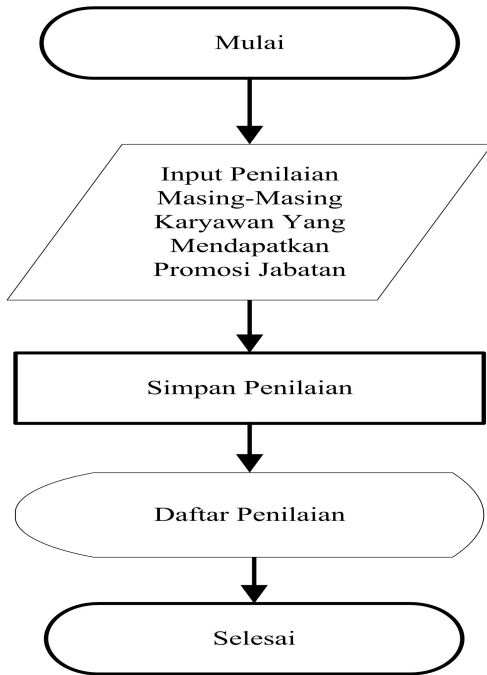 Mulai
Input Penilaian
Masing-Masing
Karyawan Yang
Mendapatkan
Promosi Jabatan
Simpan Penilaian
Daftar Penilaian
Selesai